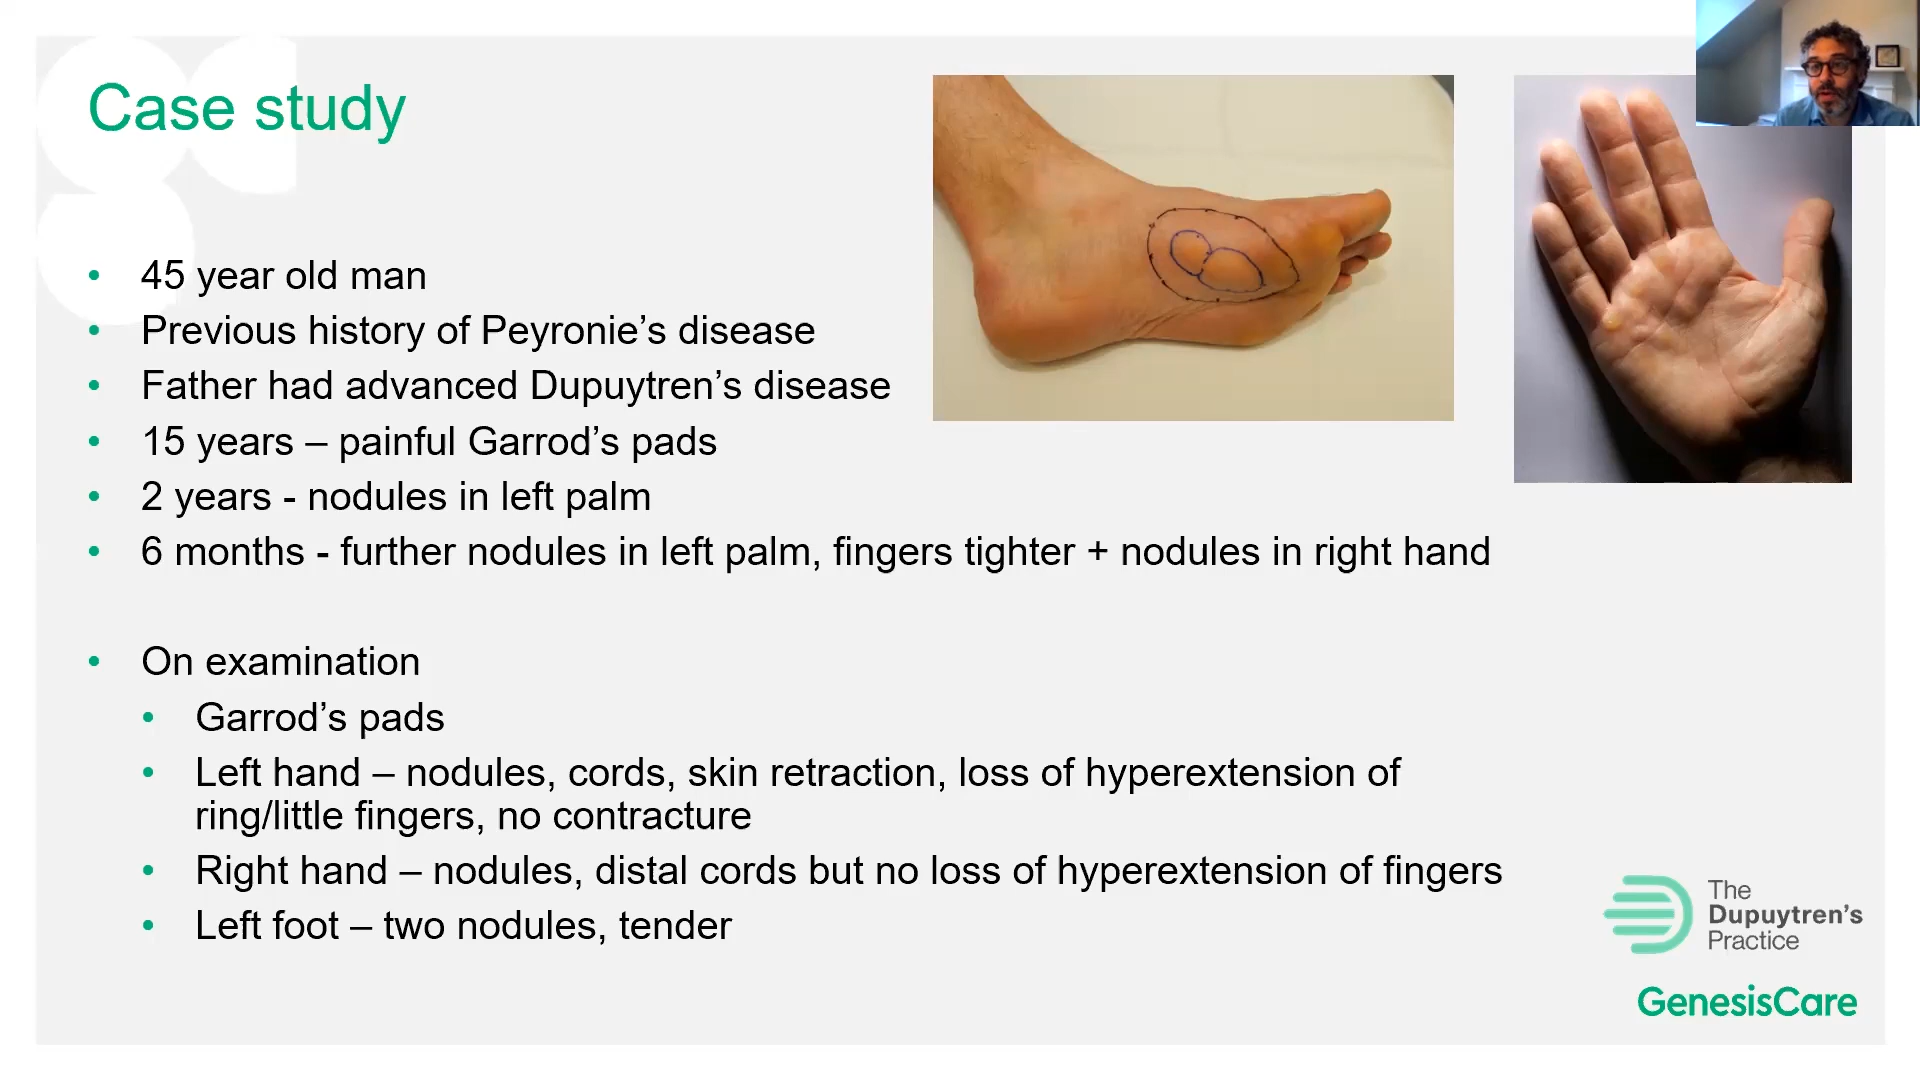 Case study
• 45 year old man
• Previous history of Peyronie’s disease
• Father had advanced Dupuytren’s disease
• 15 years – painful Garrod’s pads
• 2 years - nodules in left palm
• 6 months - further nodules in left palm, fingers tighter + nodules in right hand
• On examination
• Garrod’s pads
• Left hand – nodules, cords, skin retraction, loss of hyperextension of
ring/little fingers, no contracture
• Right hand – nodules, distal cords but no loss of hyperextension of fingers
• Left foot – two nodules, tender
The
Dupuytren’s
Practice
GenesisCare